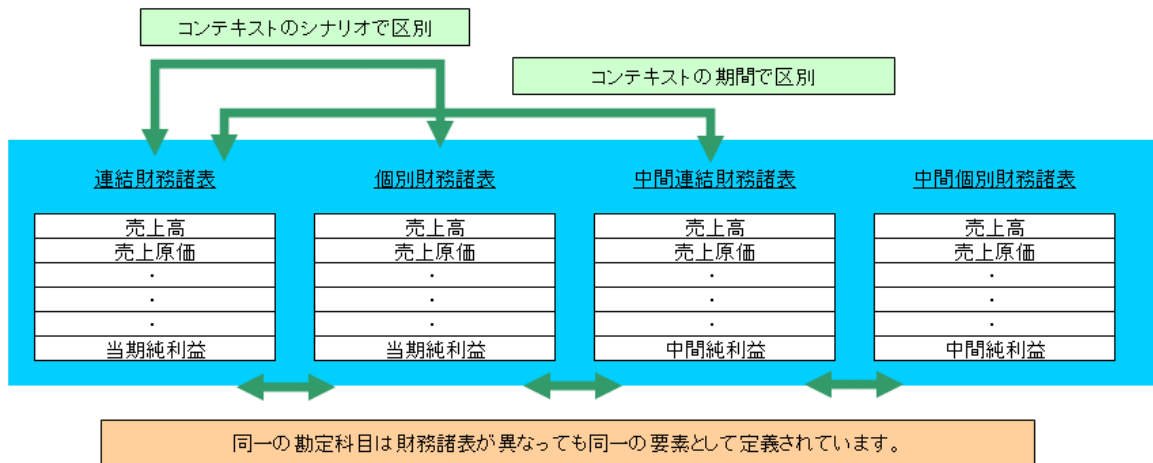 コンテキストのシナリオで区別
コンテキストの期間で区別
連結財務諸表
個別財務諸表
中間連結財務諸表
中間個別財務諸表
売上高
売上原価
・
・
・
当期純利益
売上高
売上原価
・
・
・
当期純利益
売上高
売上原価
・
・
・
中間純利益
売上高
売上原価
・
・
・
中間純利益
同一の勘定科目は財務諸表が異なっても同一の要素として定義されています。